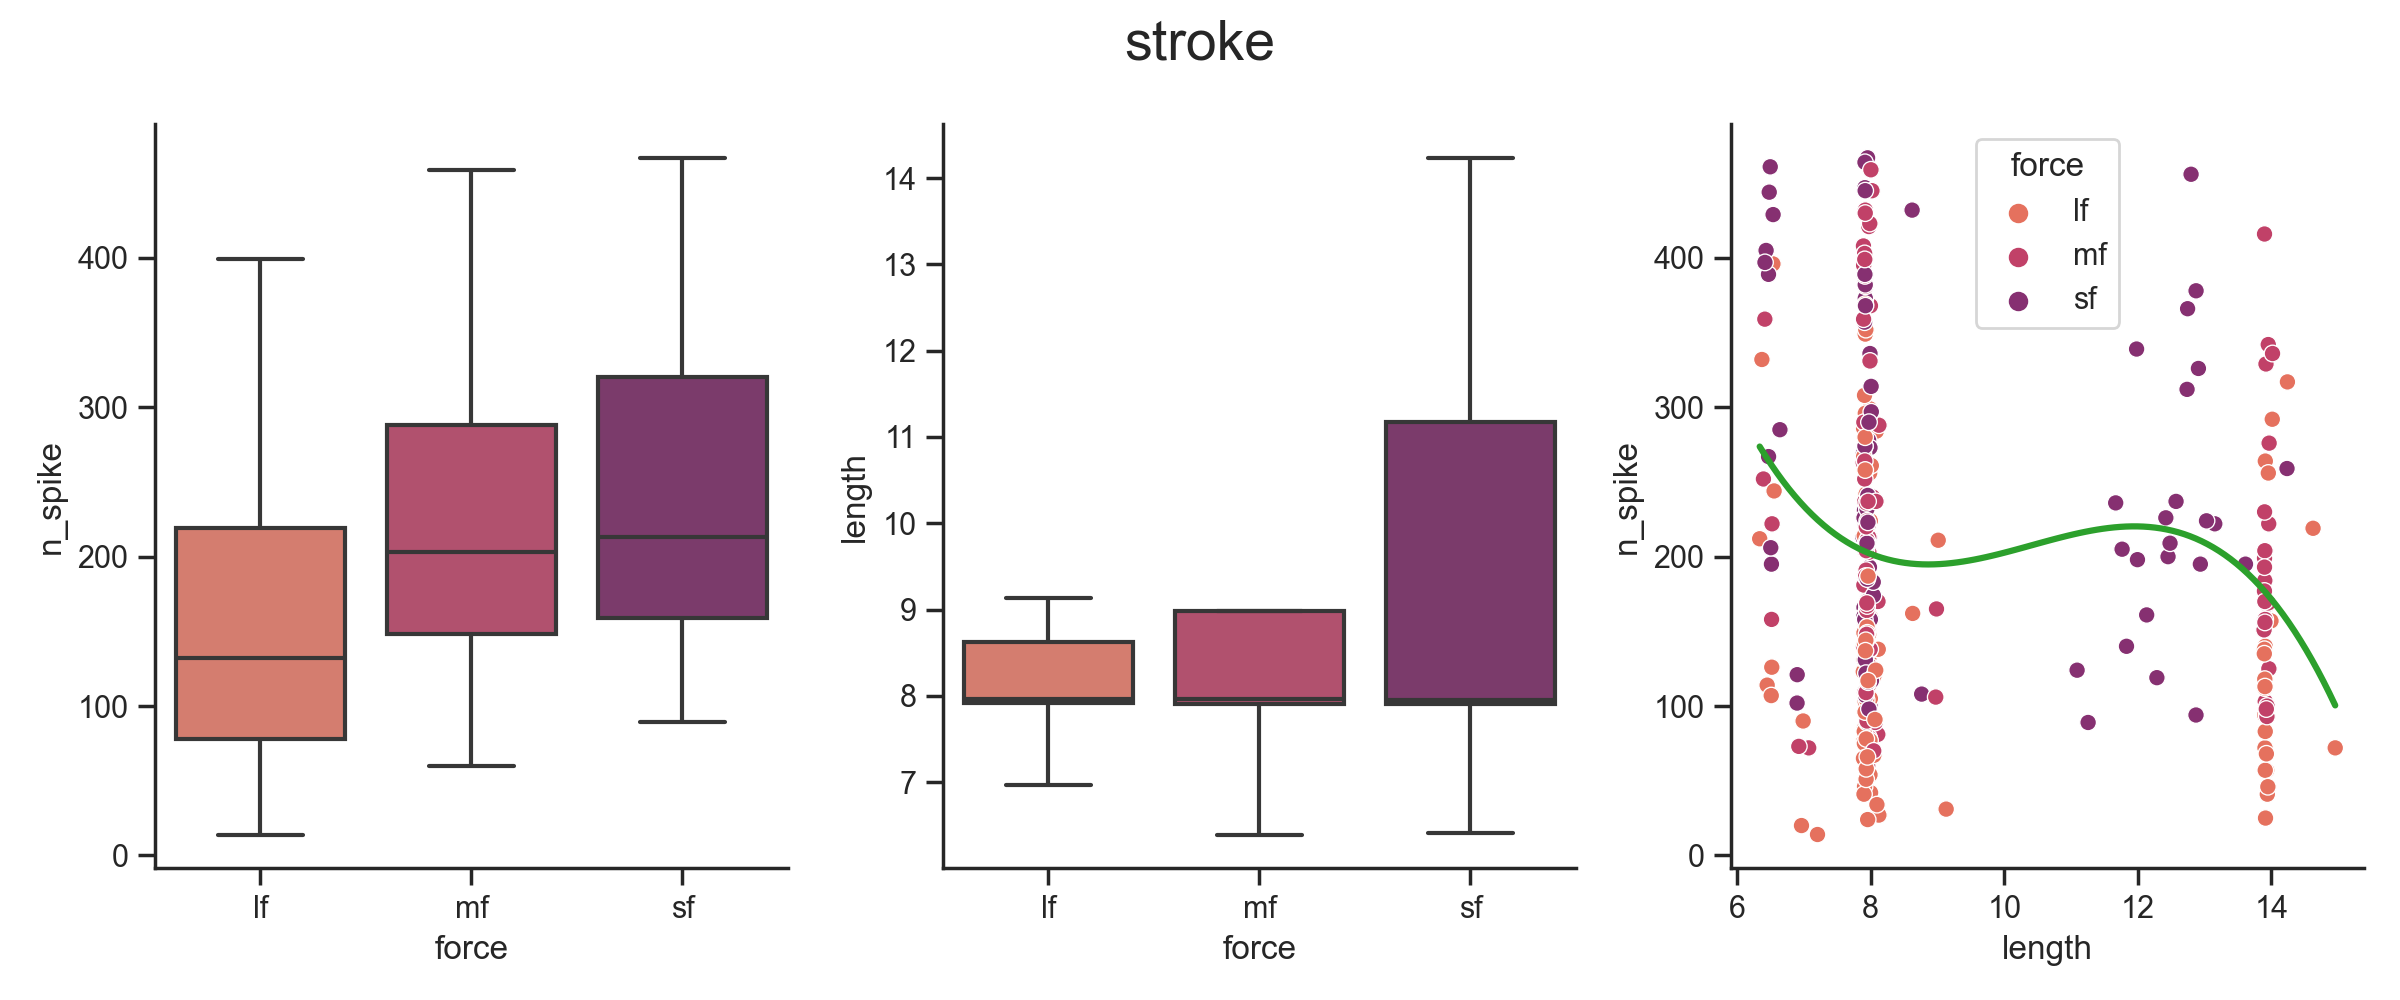 stroke
n_spike
400
300
200
100
0
lf mf sf
force
length
14
13
12
11
10
9
8
7
lf mf sf
force
n_spike
400
300
200
100
0
force
lf
mf
sf
6 8 10 12 14
length